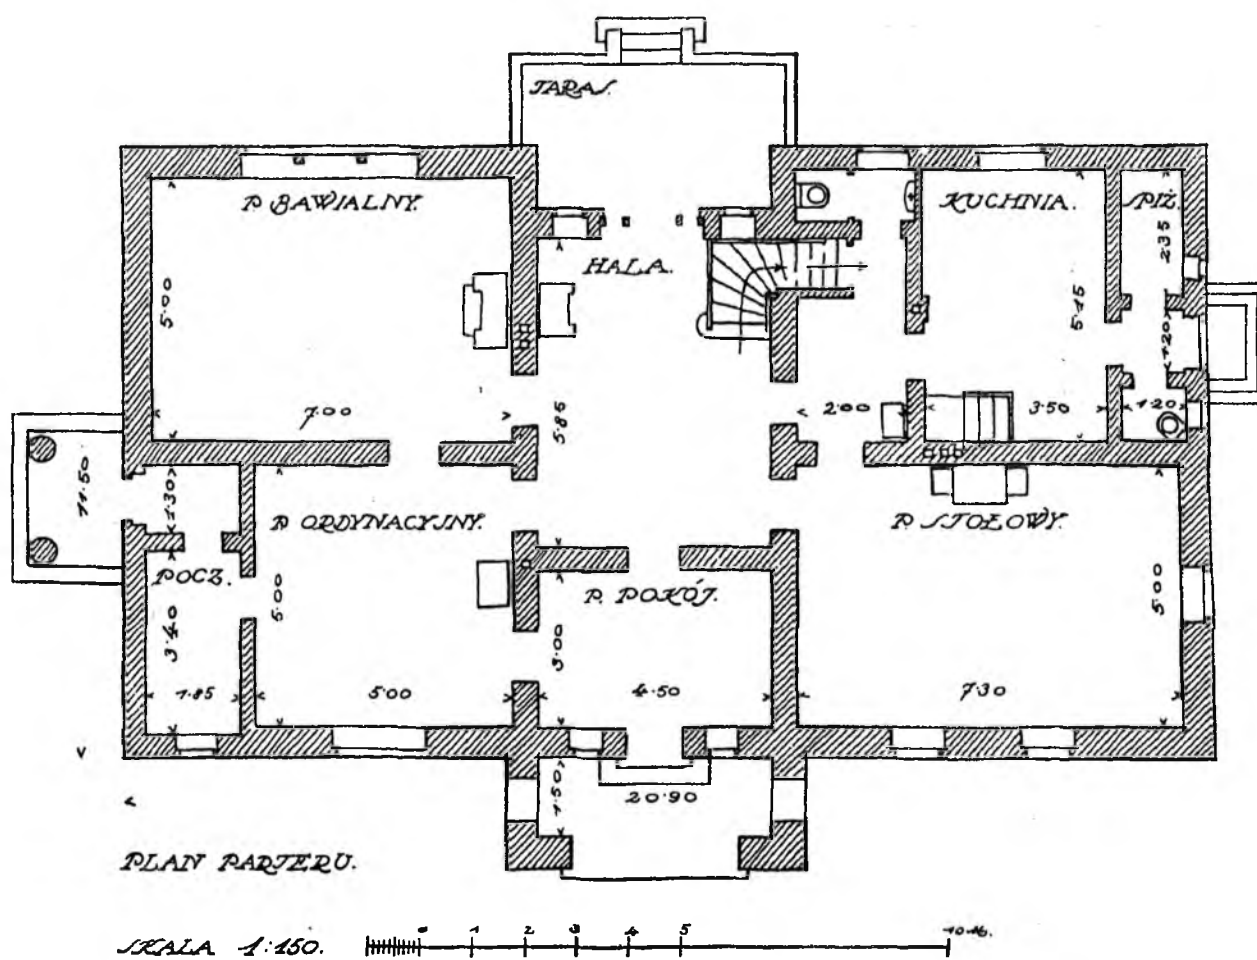 TARAS.
P. BAWIALNY.
KUCHNIA.
SPIŻ.
2·35
HALA.
5·00
5·45
1·20
7·00
5·85
2·00
3·50
1·20
11·50
1·30
P. ORDYNACYJNY.
P. STOŁOWY.
POCZ.
5·00
P. POKÓJ.
5·00
3·40
3·00
1·85
5·00
4·50
7·30
1·50
20·90
PLAN PARTERU.
SKALA 1:150.
0 1 2 3 4 5 10 M.